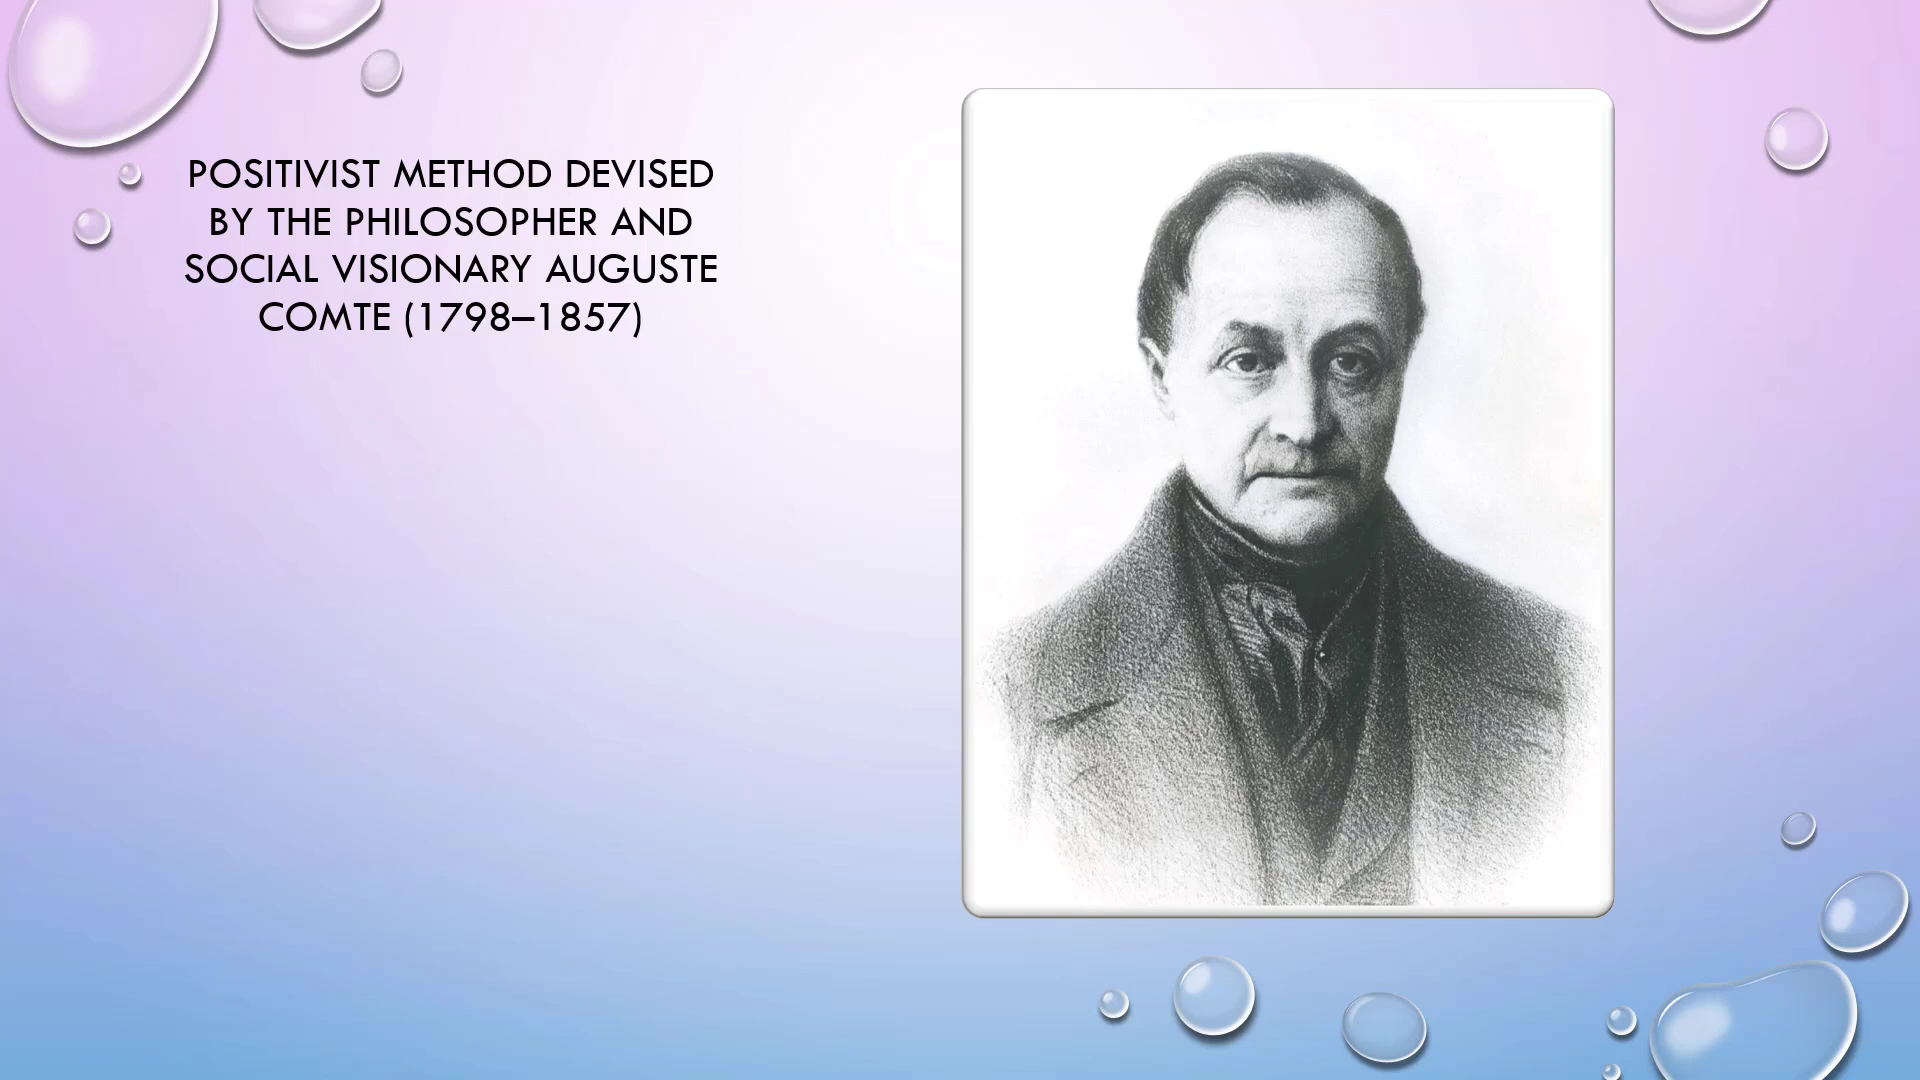 POSITIVIST METHOD DEVISED
BY THE PHILOSOPHER AND
SOCIAL VISIONARY AUGUSTE
COMTE (1798–1857)